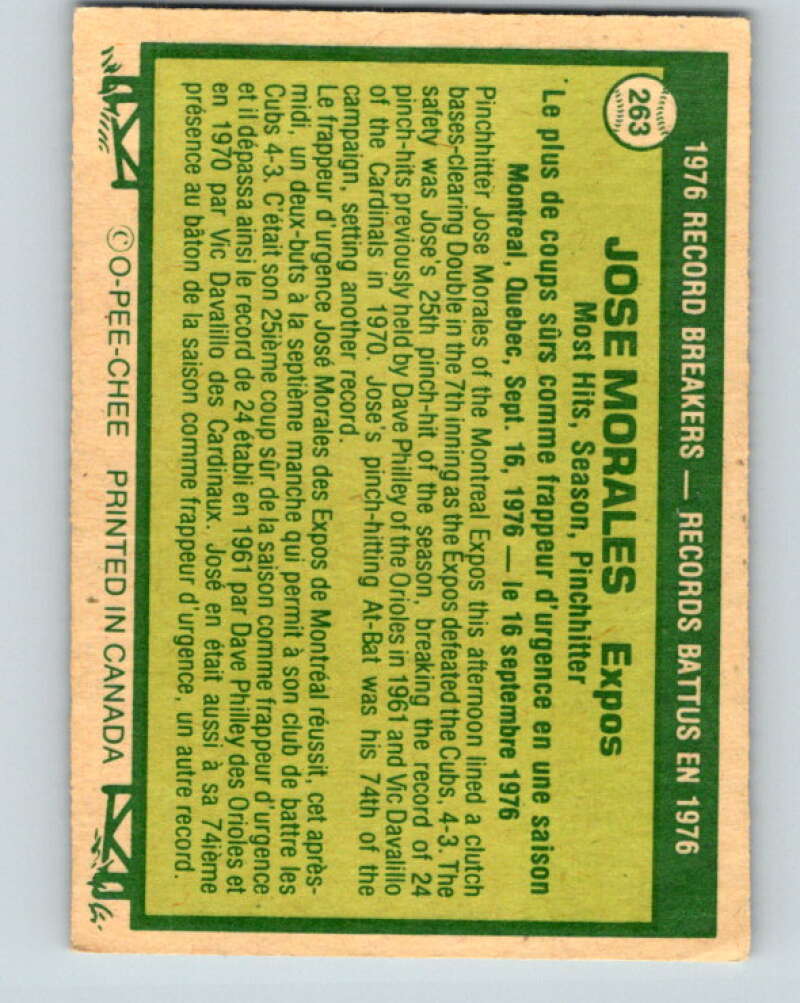 1976 RECORD BREAKERS — RECORDS BATTUS EN 1976
263
JOSE MORALES Expos
Most Hits, Season, Pinchhitter
Le plus de coups sûrs comme frappeur d'urgence en une saison
Montreal, Quebec, Sept. 16, 1976 — le 16 septembre 1976
Pinchhitter Jose Morales of the Montreal Expos this afternoon lined a clutch
bases-clearing Double in the 7th inning as the Expos defeated the Cubs, 4-3. The
safety was Jose's 25th pinch-hit of the season, breaking the record of 24
pinch-hits previously held by Dave Philley of the Orioles in 1961 and Vic Davalillo
of the Cardinals in 1970. Jose's pinch-hitting At-Bat was his 74th of the
campaign, setting another record.
Le frappeur d'urgence José Morales des Expos de Montréal réussit, cet après-
midi, un deux-buts à la septième manche qui permit à son club de battre les
Cubs 4-3. C'était son 25ième coup sûr de la saison comme frappeur d'urgence
et il dépassa ainsi le record de 24 établi en 1961 par Dave Philley des Orioles et
en 1970 par Vic Davalillo des Cardinaux. José en était aussi à sa 74ième
présence au bâton de la saison comme frappeur d'urgence, un autre record.
©O-PEE-CHEE PRINTED IN CANADA